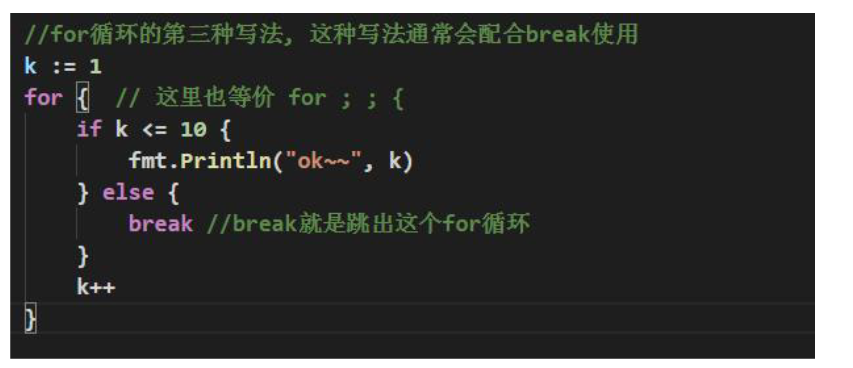 //for循环的第三种写法, 这种写法通常会配合break使用
k := 1
for {  // 这里也等价 for ; ; {
    if k <= 10 {
        fmt.Println("ok~~", k)
    } else {
        break //break就是跳出这个for循环
    }
    k++
}